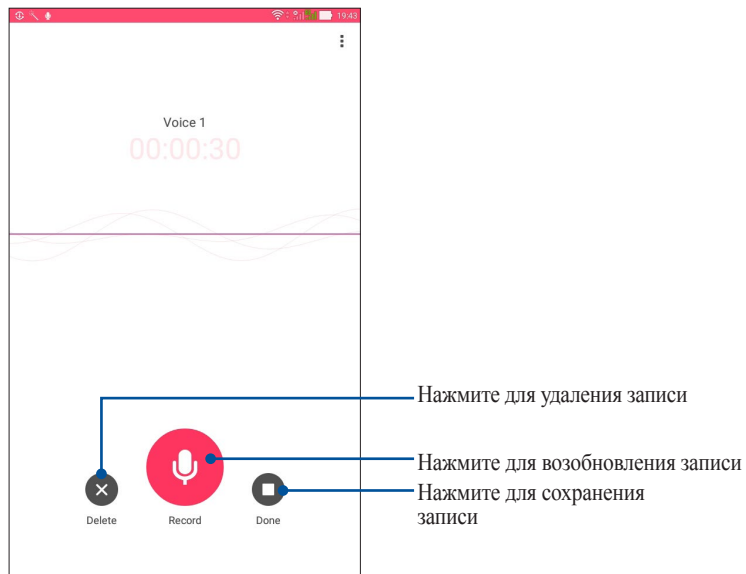 19:43
Voice 1
00:00:30
Нажмите для удаления записи
Нажмите для возобновления записи
Нажмите для сохранения
записи
Delete
Record
Done